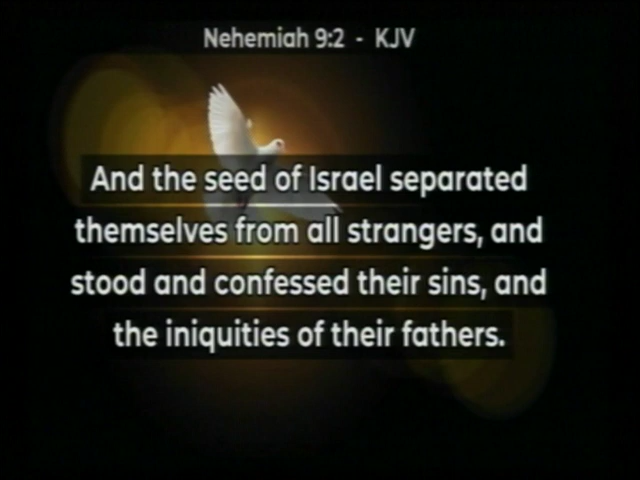 Nehemiah 9:2 - KJV
And the seed of Israel separated
themselves from all strangers, and
stood and confessed their sins, and
the iniquities of their fathers.